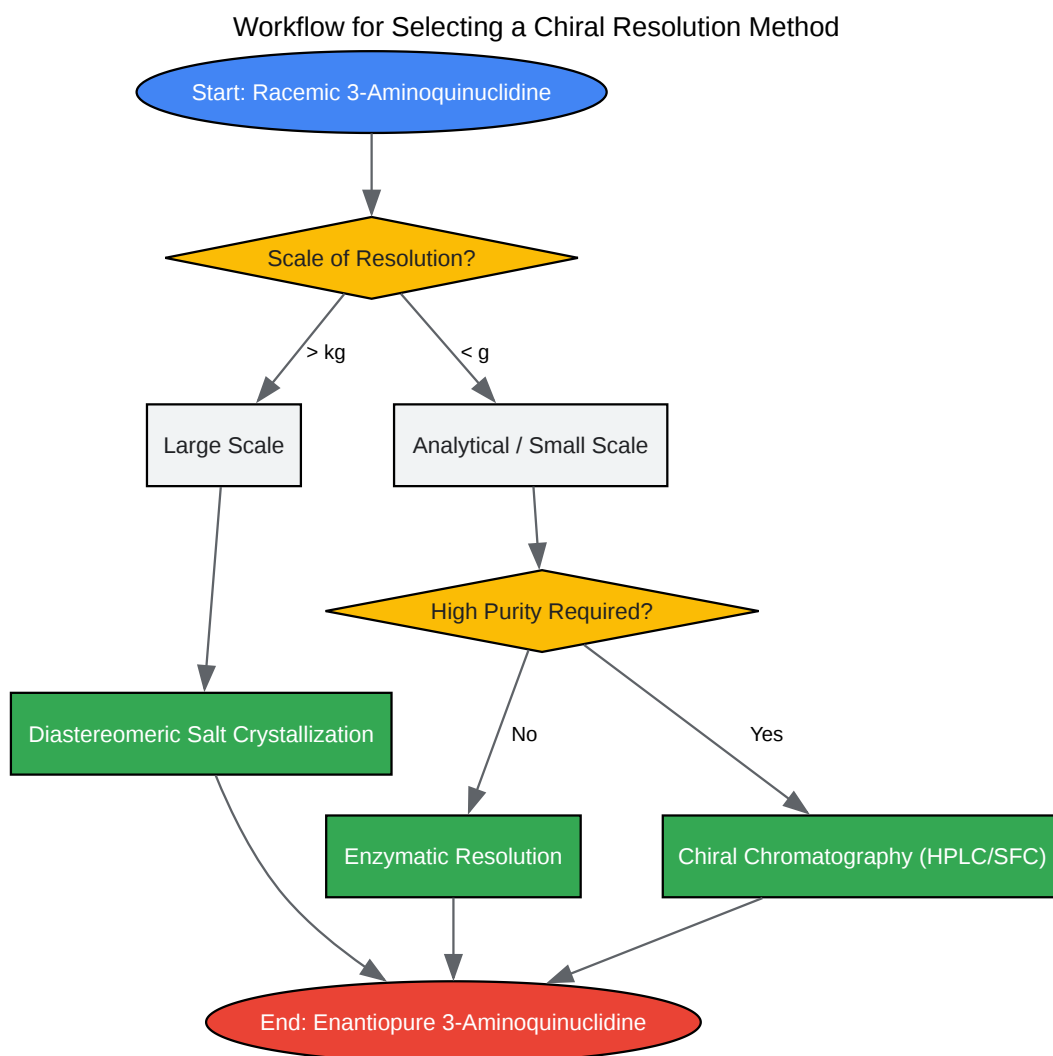 Workflow for Selecting a Chiral Resolution Method
Start: Racemic 3-Aminoquinuclidine
Scale of Resolution?
> kg
< g
Large Scale
Analytical / Small Scale
High Purity Required?
Diastereomeric Salt Crystallization
No
Yes
Enzymatic Resolution
Chiral Chromatography (HPLC/SFC)
End: Enantiopure 3-Aminoquinuclidine